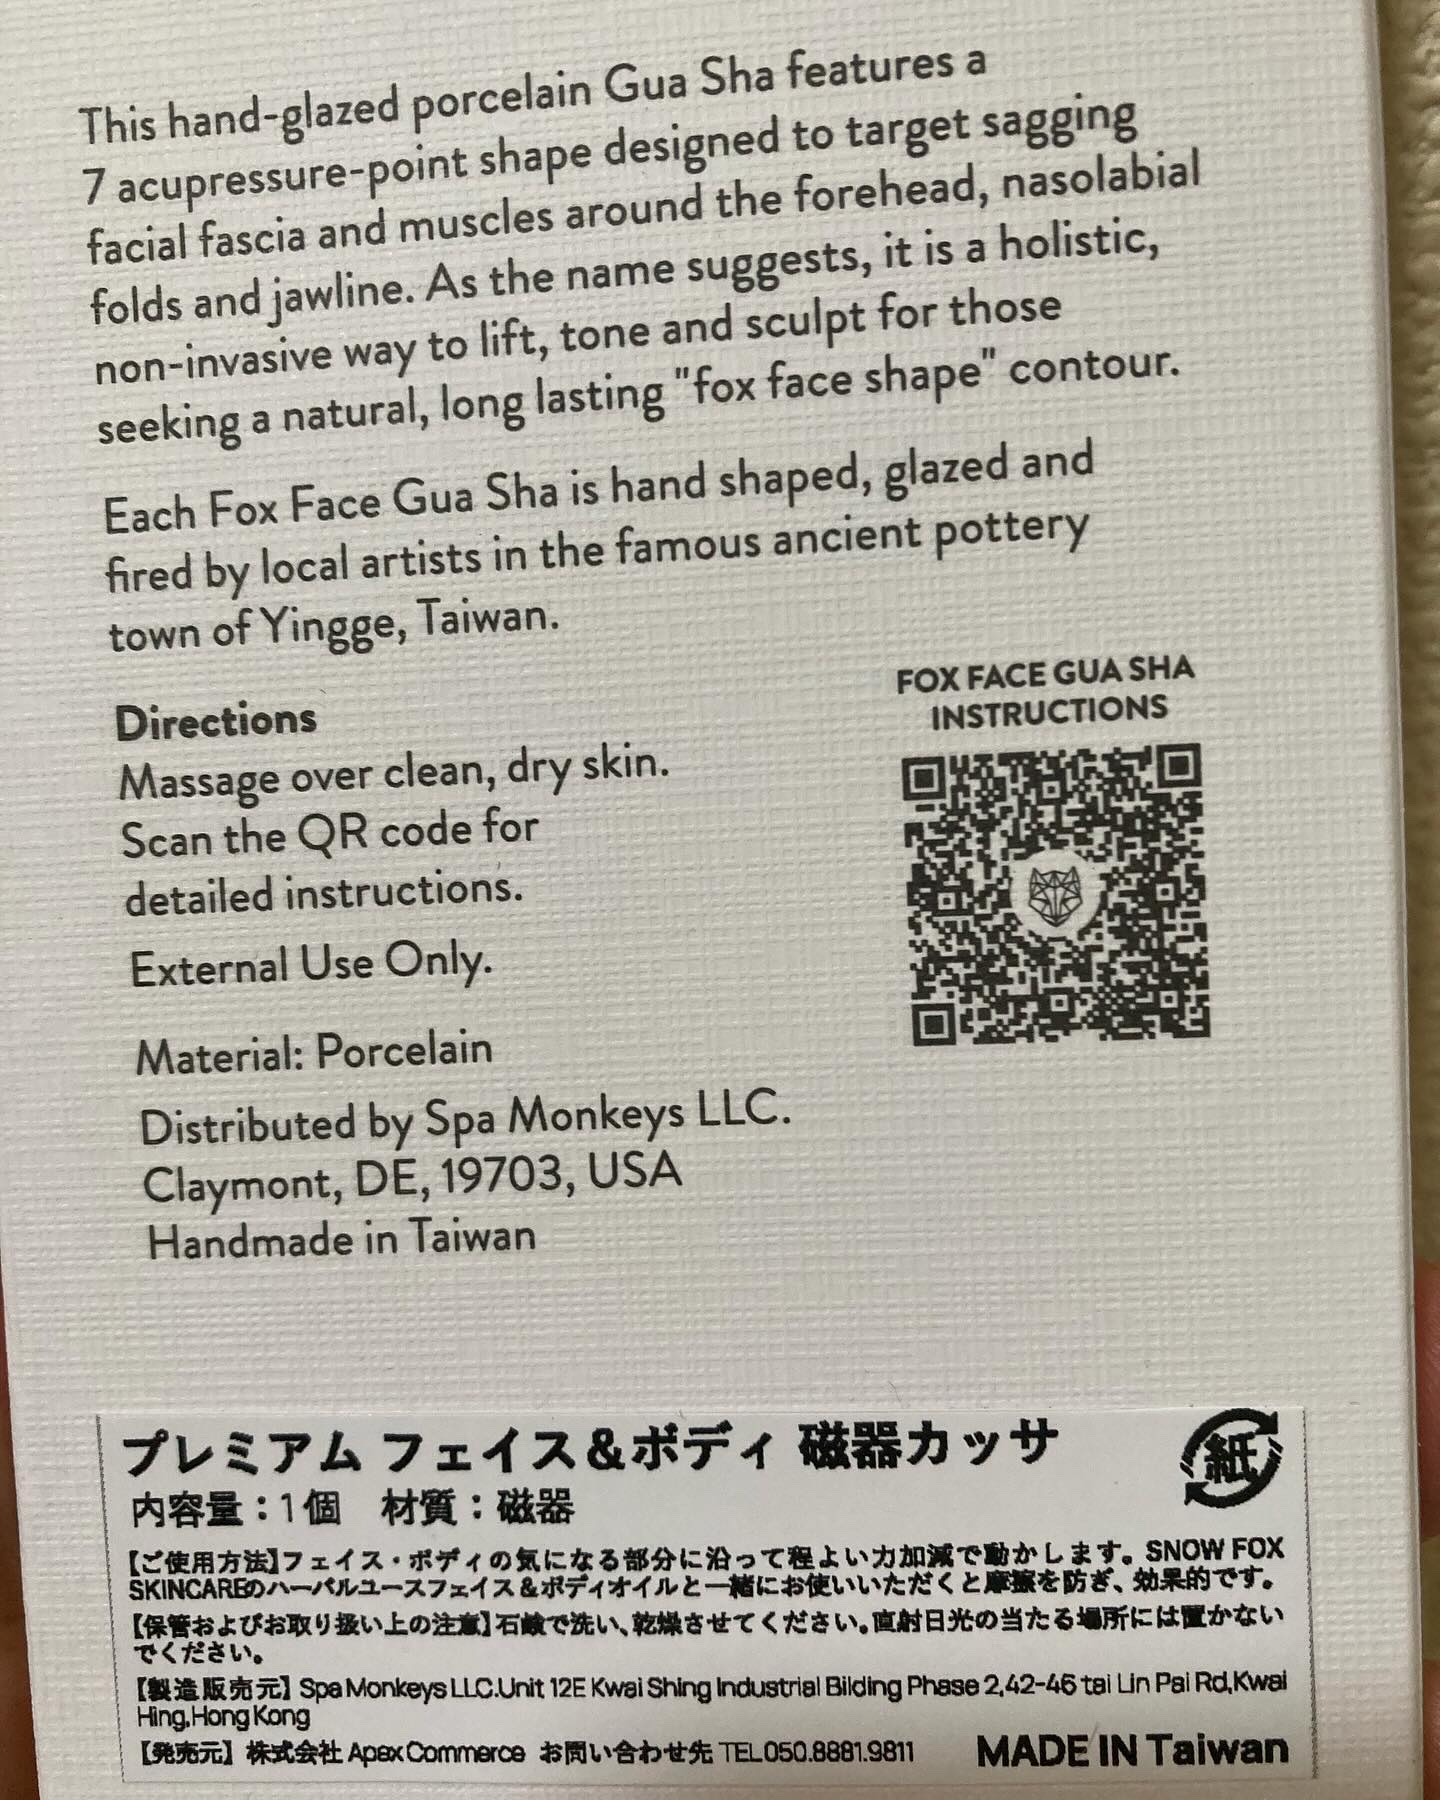 This hand-glazed porcelain Gua Sha features a
7 acupressure-point shape designed to target sagging
facial fascia and muscles around the forehead, nasolabial
folds and jawline. As the name suggests, it is a holistic,
non-invasive way to lift, tone and sculpt for those
seeking a natural, long lasting "fox face shape" contour.
Each Fox Face Gua Sha is hand shaped, glazed and
fired by local artists in the famous ancient pottery
town of Yingge, Taiwan.
Directions
Massage over clean, dry skin.
Scan the QR code for
detailed instructions.
External Use Only.
FOX FACE GUA SHA
INSTRUCTIONS
Material: Porcelain
Distributed by Spa Monkeys LLC.
Claymont, DE, 19703, USA
Handmade in Taiwan
プレミアム フェイス&ボディ 磁器カッサ
紙
内容量：1個 材質：磁器
【ご使用方法】フェイス・ボディの気になる部分に沿って程よい力加減で動かします。SNOW FOX
SKINCAREのハーバルユースフェイス&ボディオイルと一緒にお使いいただくと摩擦を防ぎ、効果的です。
【保管およびお取り扱い上の注意】石鹸で洗い、乾燥させてください。直射日光の当たる場所には置かない
でください。
【製造販売元】Spa Monkeys LLC.Unit 12E Kwai Shing Industrial Bilding Phase 2,42-46 tai Lin Pai Rd,Kwai
Hing,Hong Kong
【発売元】株式会社 Apex Commerce お問い合わせ先 TEL 050.8881.9811
MADE IN Taiwan